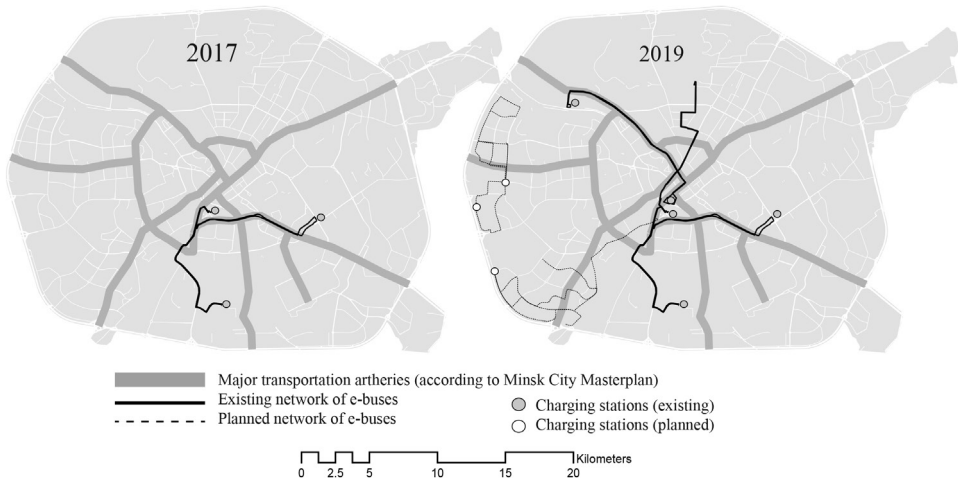 2017
2019
Major transportation artheries (according to Minsk City Masterplan)
Existing network of e-buses
Planned network of e-buses
Charging stations (existing)
Charging stations (planned)
Kilometers
0 2.5 5 10 15 20